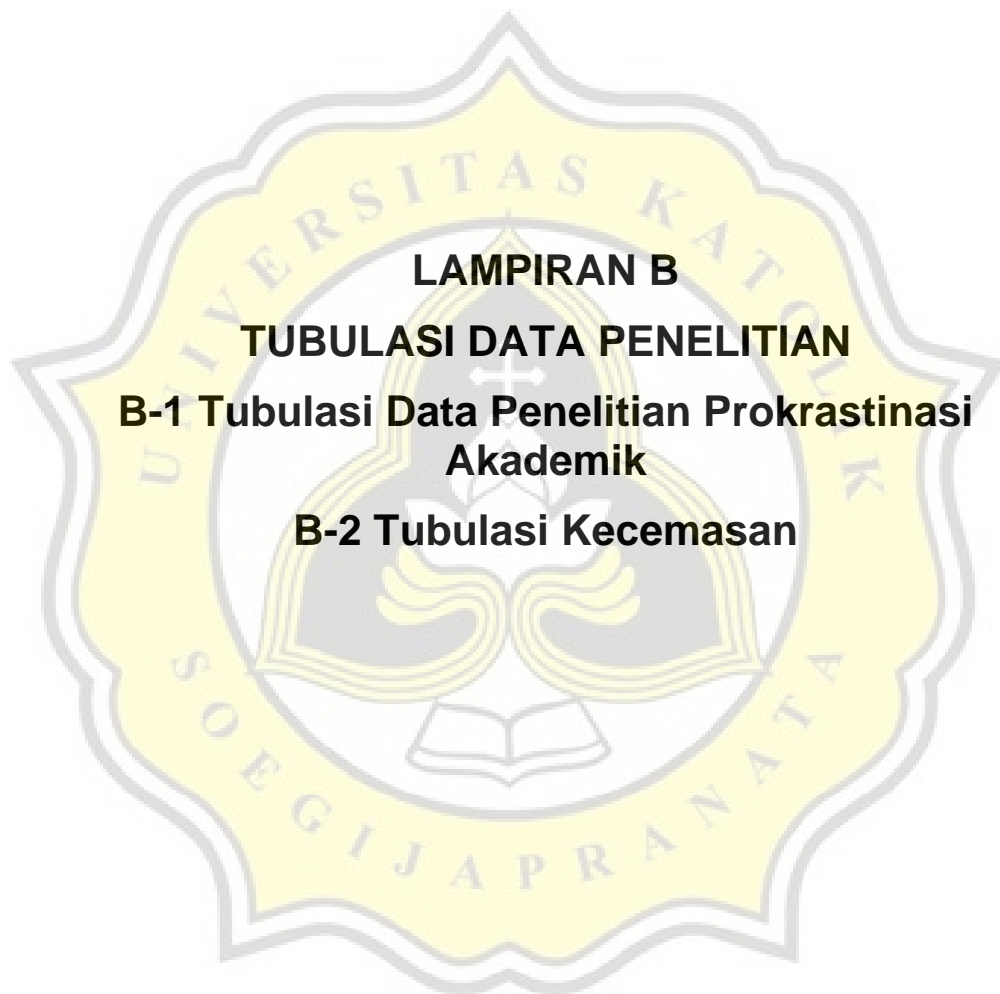 LAMPIRAN B
TUBULASI DATA PENELITIAN
B-1 Tubulasi Data Penelitian Prokrastinasi
Akademik
B-2 Tubulasi Kecemasan
UNIVERSITAS KATOLIK
SOEGIJAPRANATA